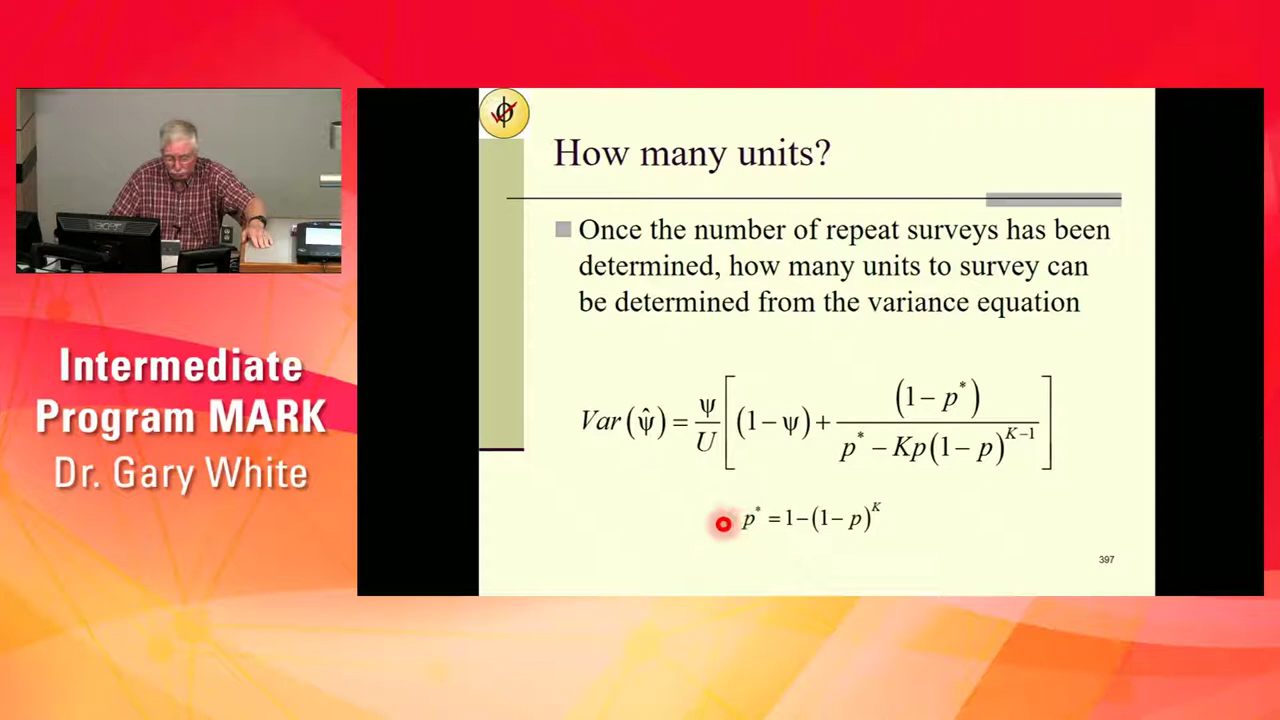 How many units?
Once the number of repeat surveys has been
determined, how many units to survey can
be determined from the variance equation
Var(ψ̂) = ψ/U [(1 − ψ) + (1 − p*)/(p* − Kp(1 − p)^(K−1))]
p* = 1 − (1 − p)^K
397
Intermediate
Program MARK
Dr. Gary White